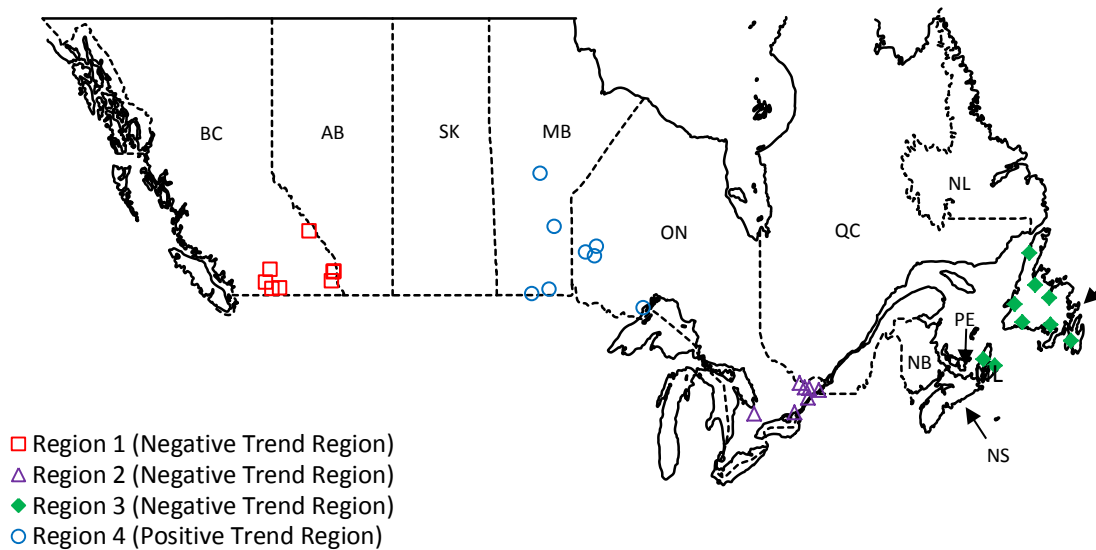 BC
AB
SK
MB
ON
QC
NL
PE
NB
NL
NS
Region 1 (Negative Trend Region)
Region 2 (Negative Trend Region)
Region 3 (Negative Trend Region)
Region 4 (Positive Trend Region)